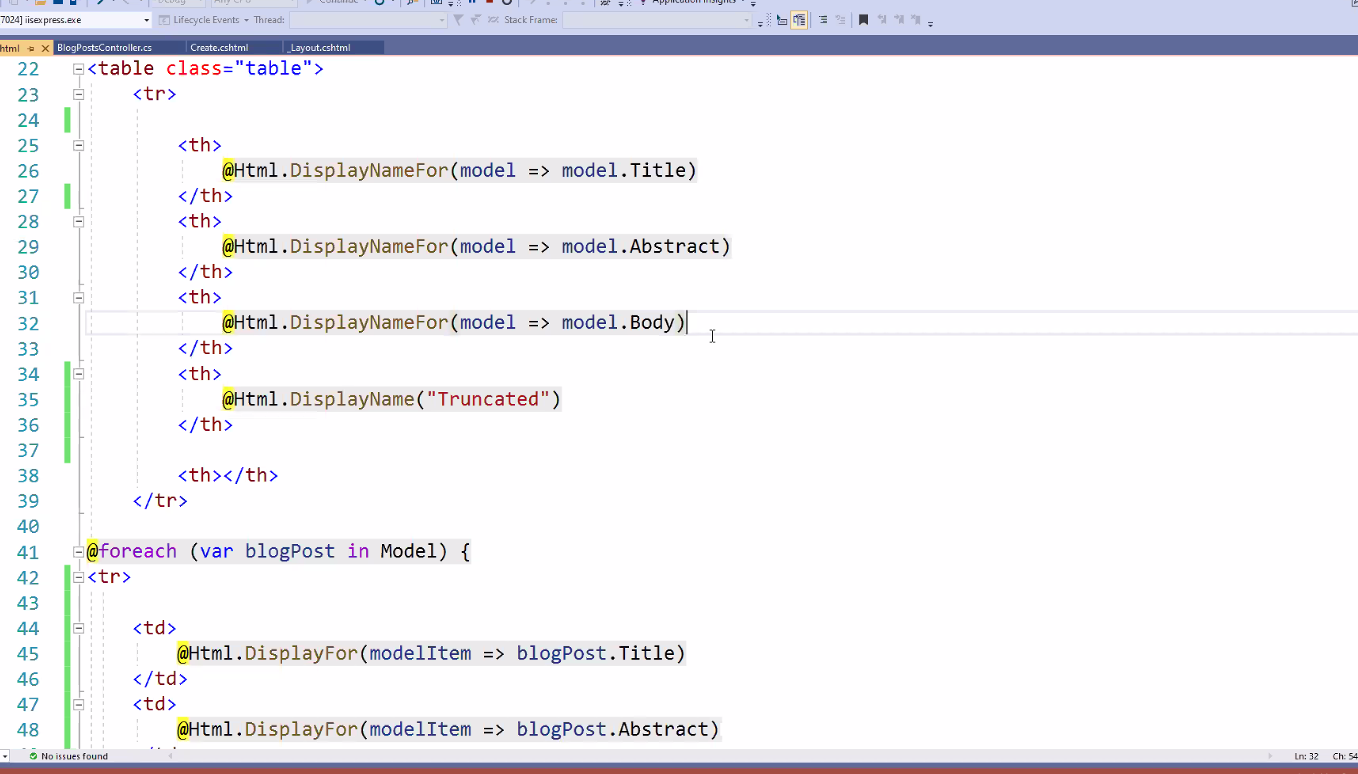 7024] iisexpress.exe Lifecycle Events Thread: Stack Frame:
html BlogPostsController.cs Create.cshtml _Layout.cshtml
22 <table class="table">
23 <tr>
24
25 <th>
26 @Html.DisplayNameFor(model => model.Title)
27 </th>
28 <th>
29 @Html.DisplayNameFor(model => model.Abstract)
30 </th>
31 <th>
32 @Html.DisplayNameFor(model => model.Body)
33 </th>
34 <th>
35 @Html.DisplayName("Truncated")
36 </th>
37
38 <th></th>
39 </tr>
40
41 @foreach (var blogPost in Model) {
42 <tr>
43
44 <td>
45 @Html.DisplayFor(modelItem => blogPost.Title)
46 </td>
47 <td>
48 @Html.DisplayFor(modelItem => blogPost.Abstract)
No issues found Ln: 32 Ch: 54